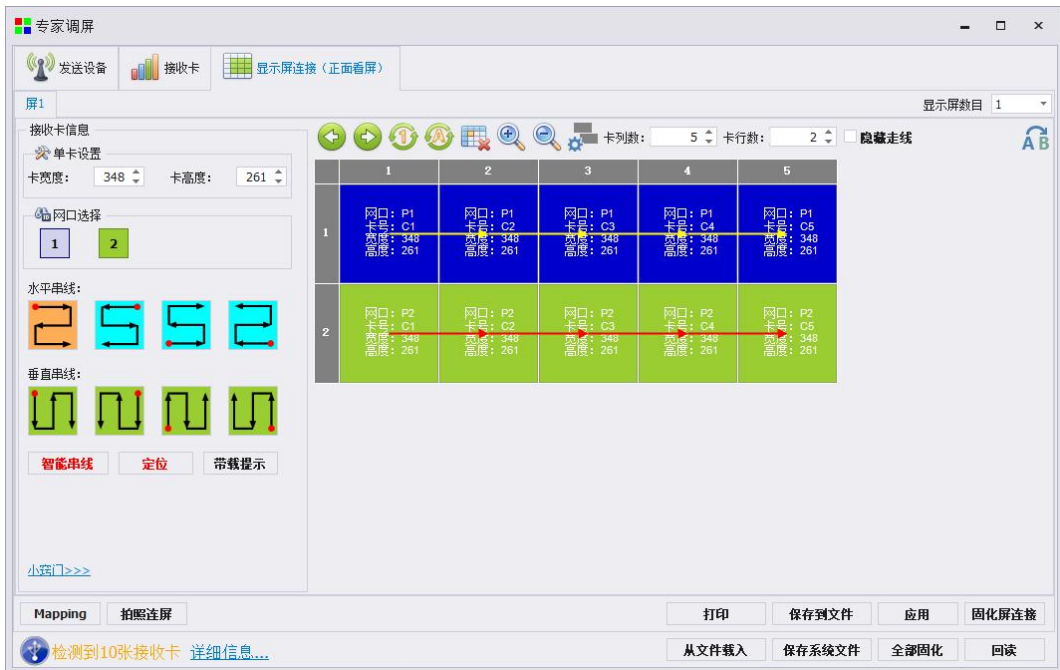 专家调屏
发送设备 接收卡 显示屏连接（正面看屏）
屏1 显示屏数目 1
接收卡信息
单卡设置
卡宽度： 348 卡高度： 261
网口选择
1 2
水平串线：
垂直串线：
智能串线 定位 带载提示
小窍门>>>
1 A 卡列数： 5 卡行数： 2 隐藏走线 A B
1 2 3 4 5
1
网口：P1 网口：P1 网口：P1 网口：P1 网口：P1
卡号：C1 卡号：C2 卡号：C3 卡号：C4 卡号：C5
宽度：348 宽度：348 宽度：348 宽度：348 宽度：348
高度：261 高度：261 高度：261 高度：261 高度：261
2
网口：P2 网口：P2 网口：P2 网口：P2 网口：P2
卡号：C1 卡号：C2 卡号：C3 卡号：C4 卡号：C5
宽度：348 宽度：348 宽度：348 宽度：348 宽度：348
高度：261 高度：261 高度：261 高度：261 高度：261
Mapping 拍照连屏 打印 保存到文件 应用 固化屏连接
检测到10张接收卡 详细信息... 从文件载入 保存系统文件 全部固化 回读